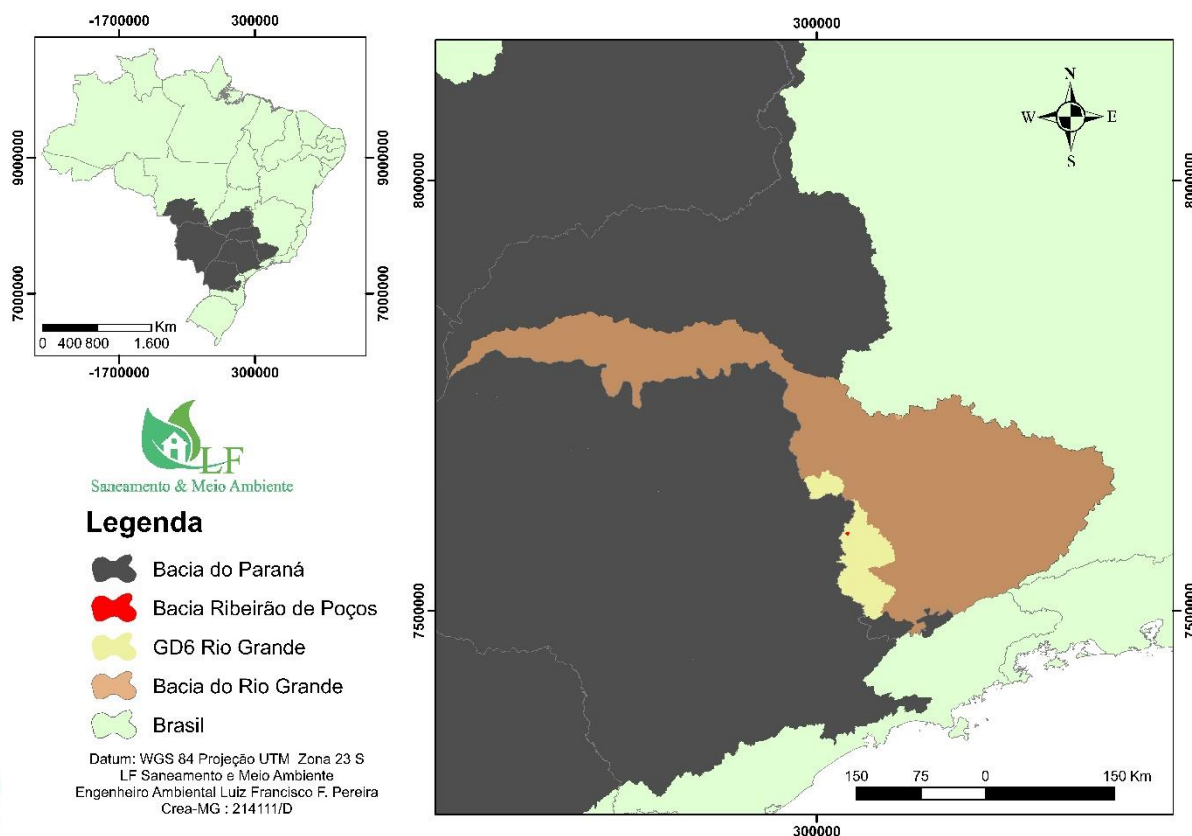 -1700000 300000
9000000 9000000
7000000 7000000
Km
0 400 800 1.600
-1700000 300000
LF
Saneamento & Meio Ambiente
Legenda
Bacia do Paraná
Bacia Ribeirão de Poços
GD6 Rio Grande
Bacia do Rio Grande
Brasil
Datum: WGS 84 Projeção UTM Zona 23 S
LF Saneamento e Meio Ambiente
Engenheiro Ambiental Luiz Francisco F. Pereira
Crea-MG : 214111/D
300000
N
W E
S
8000000 8000000
7500000 7500000
150 75 0 150 Km
300000